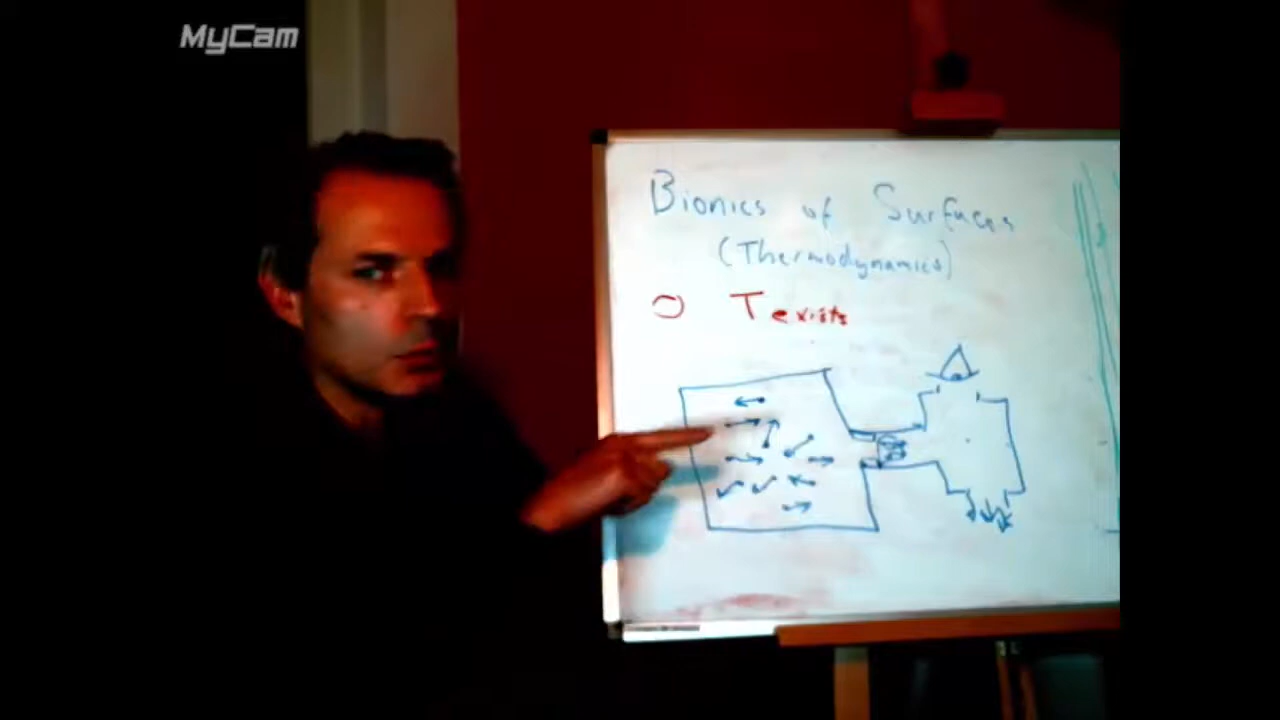 MyCam
Bionics of Surfaces
(Thermodynamics)
O T exists